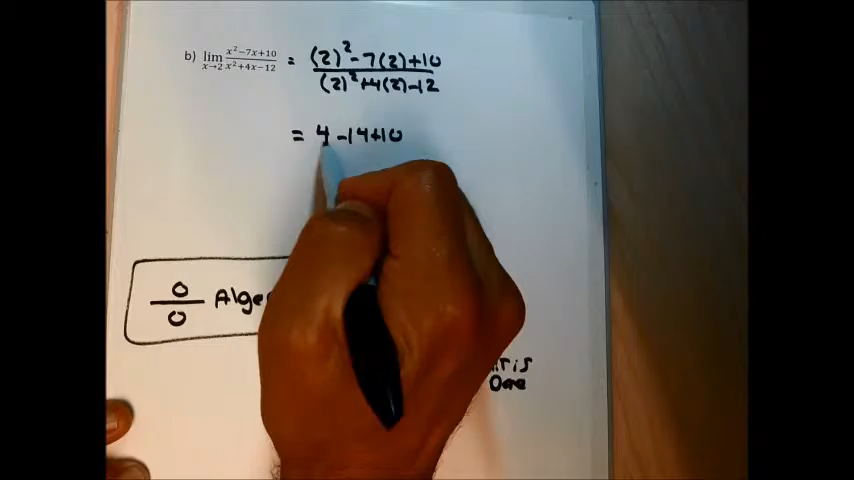 b) lim x→2 x²−7x+10 / x²+4x−12 = (2)²-7(2)+10 / (2)²+4(2)-12
= 4-14+10
0/0
is